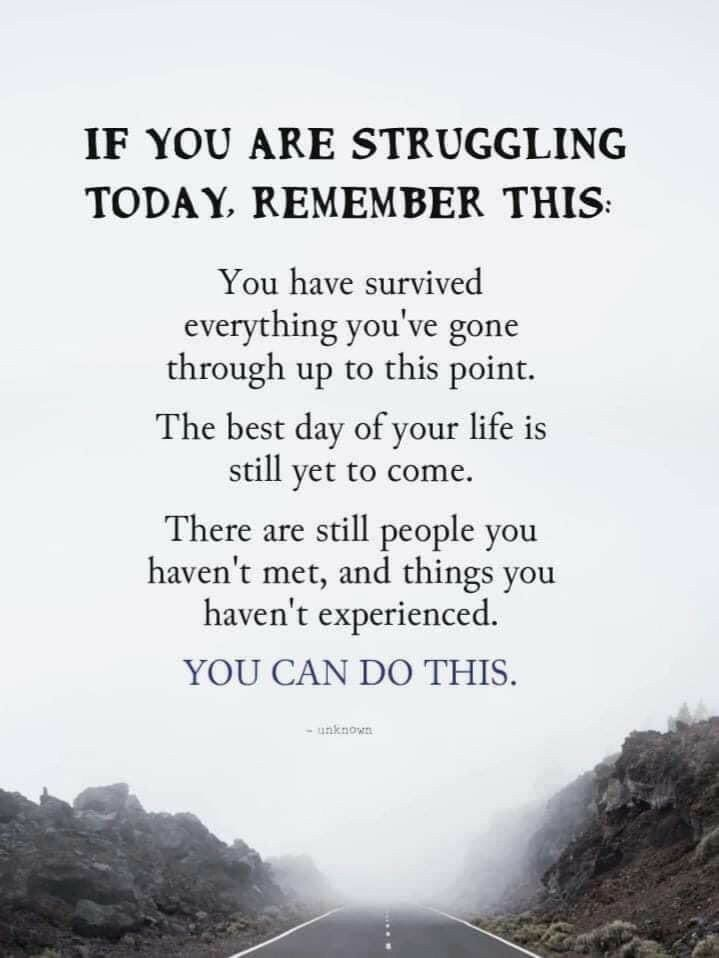 IF YOU ARE STRUGGLING
TODAY, REMEMBER THIS:
You have survived
everything you've gone
through up to this point.
The best day of your life is
still yet to come.
There are still people you
haven't met, and things you
haven't experienced.
YOU CAN DO THIS.
~ unknown